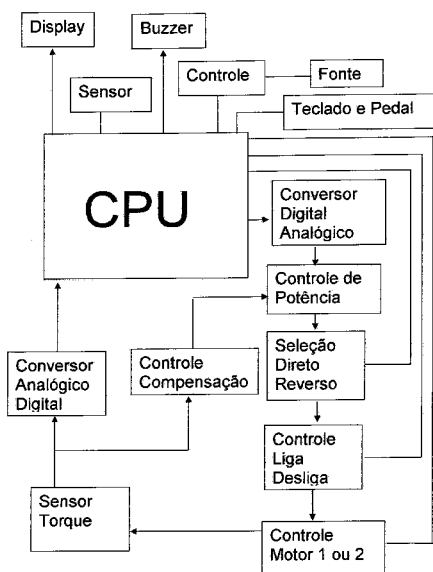 Display
Buzzer
Controle
Fonte
Sensor
Teclado e Pedal
CPU
Conversor
Digital
Analógico
Controle de
Potência
Seleção
Direto
Reverso
Conversor
Analógico
Digital
Controle
Compensação
Controle
Liga
Desliga
Sensor
Torque
Controle
Motor 1 ou 2